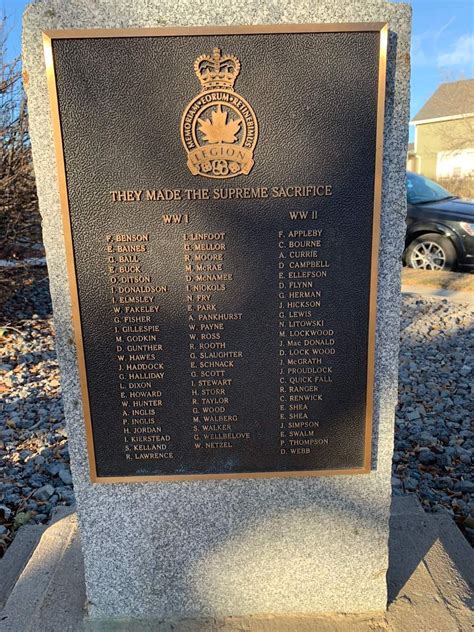 MEMORIAM EORUM RETINEBIMUS
LEGION
THEY MADE THE SUPREME SACRIFICE
WW I
F. BENSON
E. BAINES
G. BALL
E. BUCK
O. DITSON
J. DONALDSON
I. ELMSLEY
W. FAKELEY
G. FISHER
J. GILLESPIE
M. GODKIN
D. GUNTHER
W. HAWES
J. HADDOCK
G. HALLIDAY
L. DIXON
E. HOWARD
W. HUNTER
A. INGLIS
P. INGLIS
H. JORDAN
I. KIERSTEAD
S. KELLAND
R. LAWRENCE
I. LINFOOT
G. MELLOR
R. MOORE
M. McRAE
D. McNAMEE
I. NICKOLS
N. FRY
E. PARK
A. PANKHURST
W. PAYNE
W. ROSS
R. ROOTH
G. SLAUGHTER
E. SCHNACK
G. SCOTT
I. STEWART
H. STORR
R. TAYLOR
G. WOOD
M. WALBERG
S. WALKER
G. WELLBELOVE
W. NETZEL
WW II
F. APPLEBY
C. BOURNE
A. CURRIE
D. CAMPBELL
E. ELLEFSON
D. FLYNN
G. HERMAN
J. HICKSON
G. LEWIS
N. LITOWSKI
M. LOCKWOOD
J. Mac DONALD
D. LOCK WOOD
J. McGRATH
J. PROUDLOCK
C. QUICK FALL
R. RANGER
C. RENWICK
E. SHEA
E. SHEA
J. SIMPSON
E. SWALM
P. THOMPSON
D. WEBB